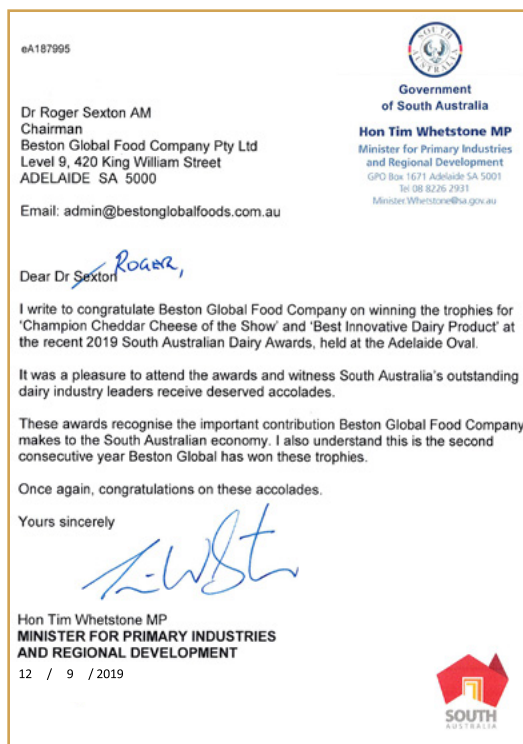 eA187995
SOUTH
AUSTRALIA
Government
of South Australia
Hon Tim Whetstone MP
Minister for Primary Industries
and Regional Development
GPO Box 1671 Adelaide SA 5001
Tel 08 8226 2931
Minister.Whetstone@sa.gov.au
Dr Roger Sexton AM
Chairman
Beston Global Food Company Pty Ltd
Level 9, 420 King William Street
ADELAIDE SA 5000
Email: admin@bestonglobalfoods.com.au
Dear Dr Sexton ROGER,
I write to congratulate Beston Global Food Company on winning the trophies for
‘Champion Cheddar Cheese of the Show’ and ‘Best Innovative Dairy Product’ at
the recent 2019 South Australian Dairy Awards, held at the Adelaide Oval.
It was a pleasure to attend the awards and witness South Australia’s outstanding
dairy industry leaders receive deserved accolades.
These awards recognise the important contribution Beston Global Food Company
makes to the South Australian economy. I also understand this is the second
consecutive year Beston Global has won these trophies.
Once again, congratulations on these accolades.
Yours sincerely
Hon Tim Whetstone MP
MINISTER FOR PRIMARY INDUSTRIES
AND REGIONAL DEVELOPMENT
12 / 9 / 2019
SOUTH
AUSTRALIA